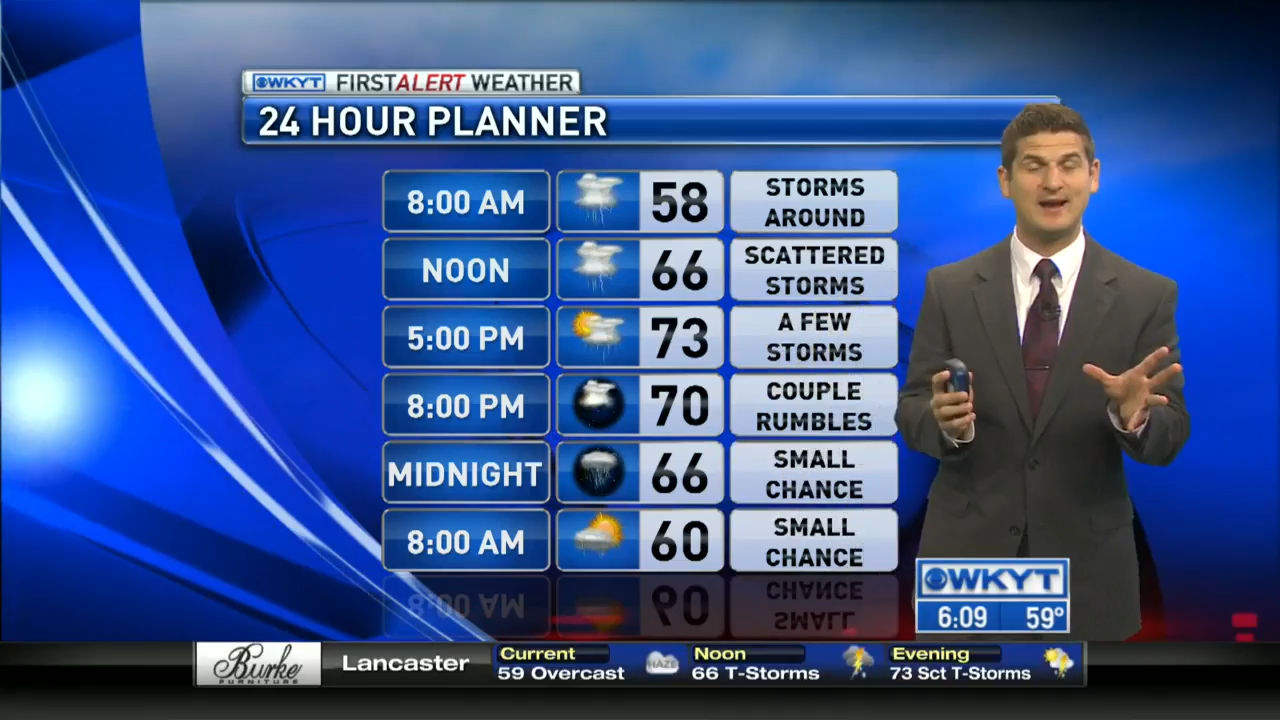 WKYT FIRSTALERT WEATHER
24 HOUR PLANNER
8:00 AM 58 STORMS AROUND
NOON 66 SCATTERED STORMS
5:00 PM 73 A FEW STORMS
8:00 PM 70 COUPLE RUMBLES
MIDNIGHT 66 SMALL CHANCE
8:00 AM 60 SMALL CHANCE
WKYT
6:09 59°
Burke FURNITURE
Lancaster
Current
59 Overcast
HAZE
Noon
66 T-Storms
Evening
73 Sct T-Storms